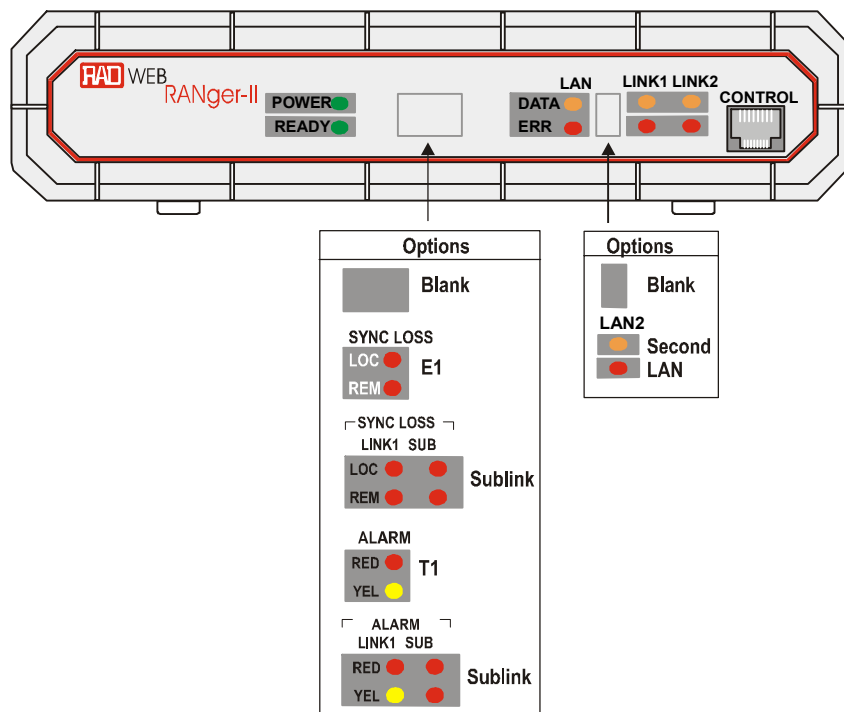 RAD WEB
RANger-II
POWER
READY
LAN
DATA
ERR
LINK1 LINK2
CONTROL
Options
Blank
SYNC LOSS
LOC
REM
E1
SYNC LOSS
LINK1 SUB
LOC
REM
Sublink
ALARM
RED
YEL
T1
ALARM
LINK1 SUB
RED
YEL
Sublink
Options
Blank
LAN2
Second
LAN